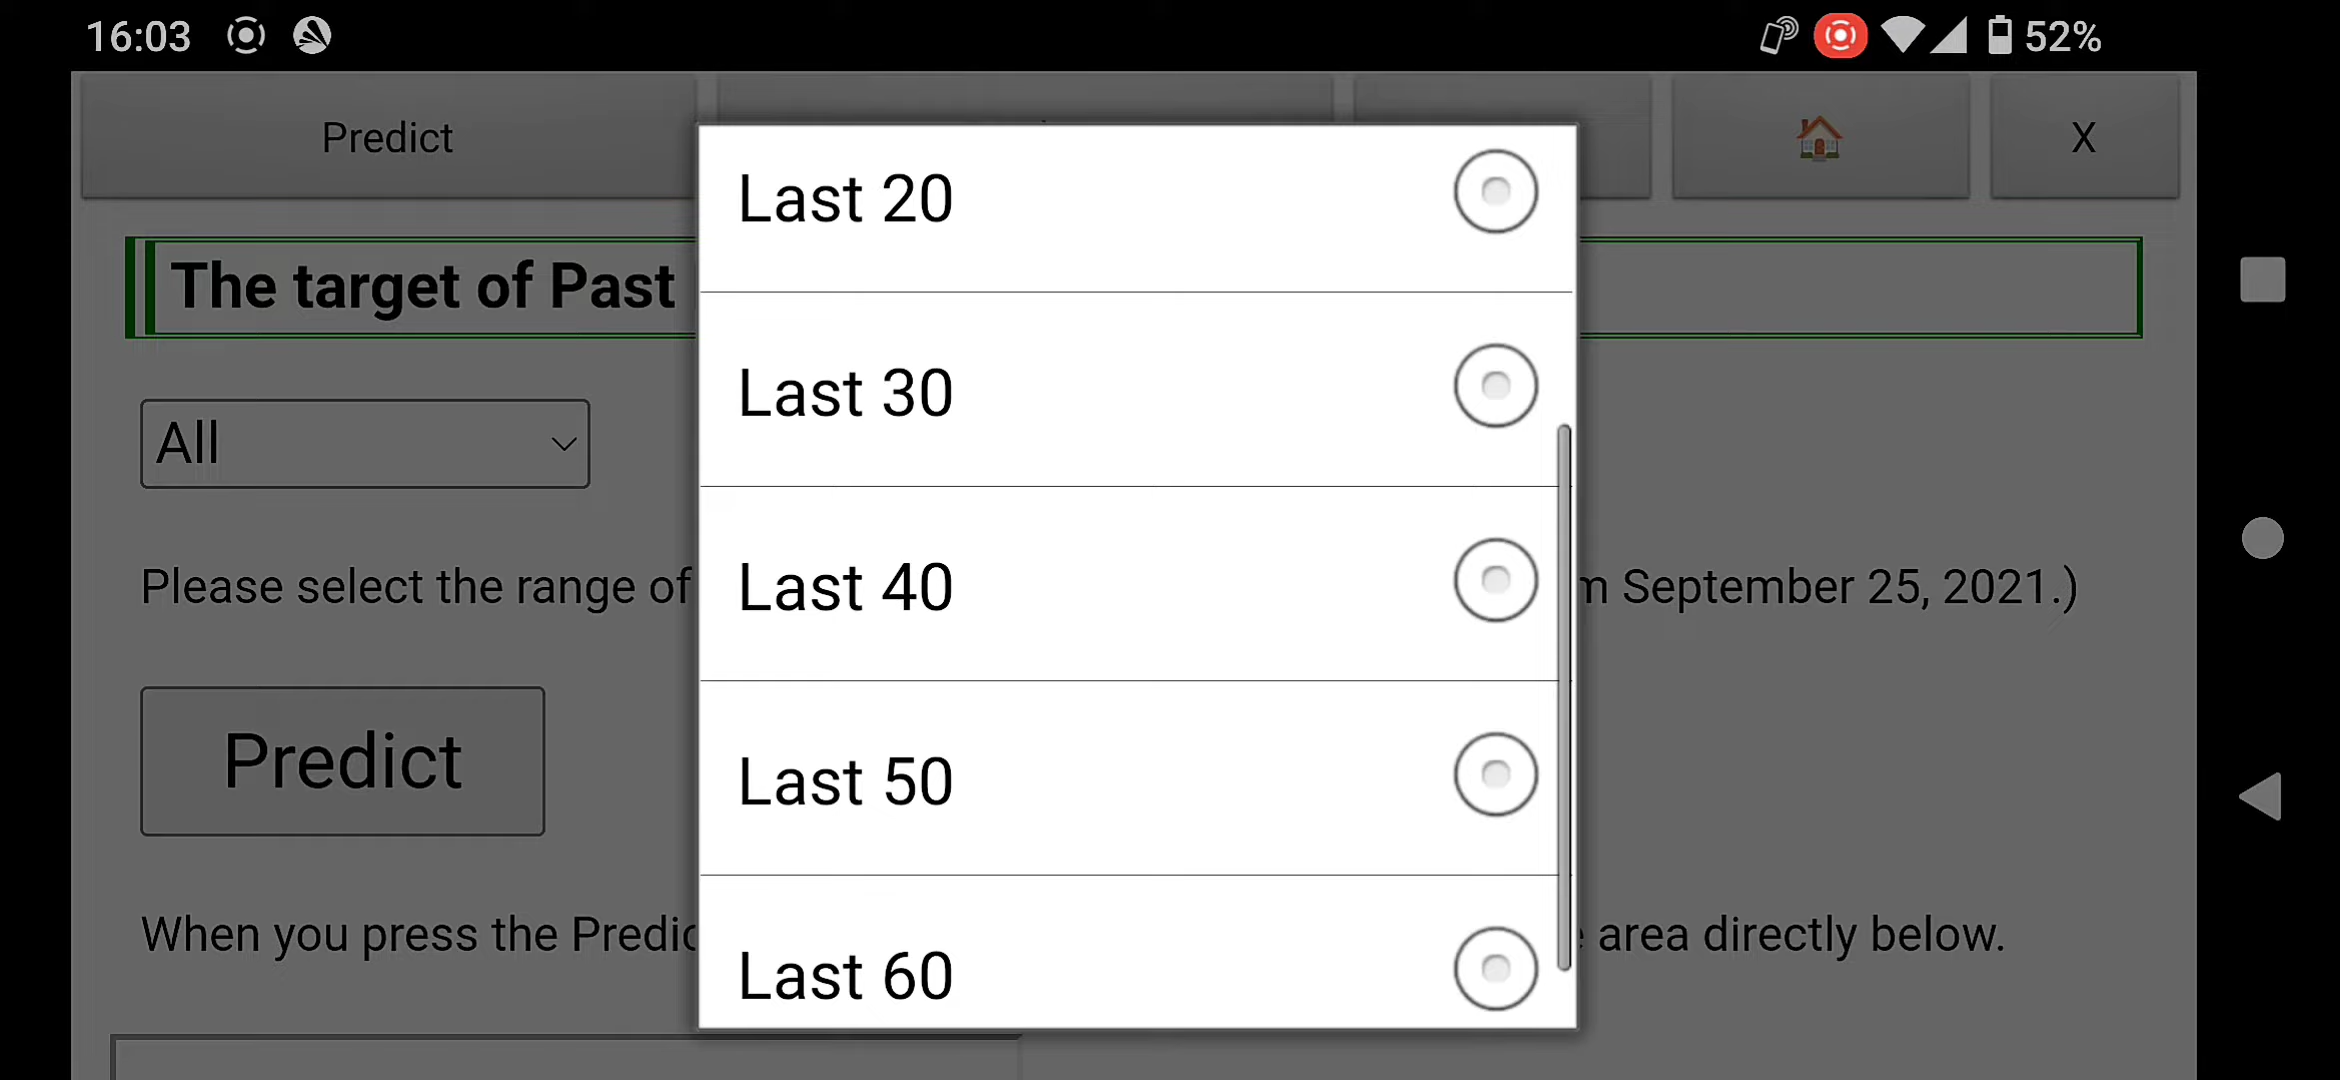 16:03
52%
Predict
X
The target of Past
All
Please select the range of
September 25, 2021.)
Predict
When you press the
area directly below.
Last 20
Last 30
Last 40
Last 50
Last 60